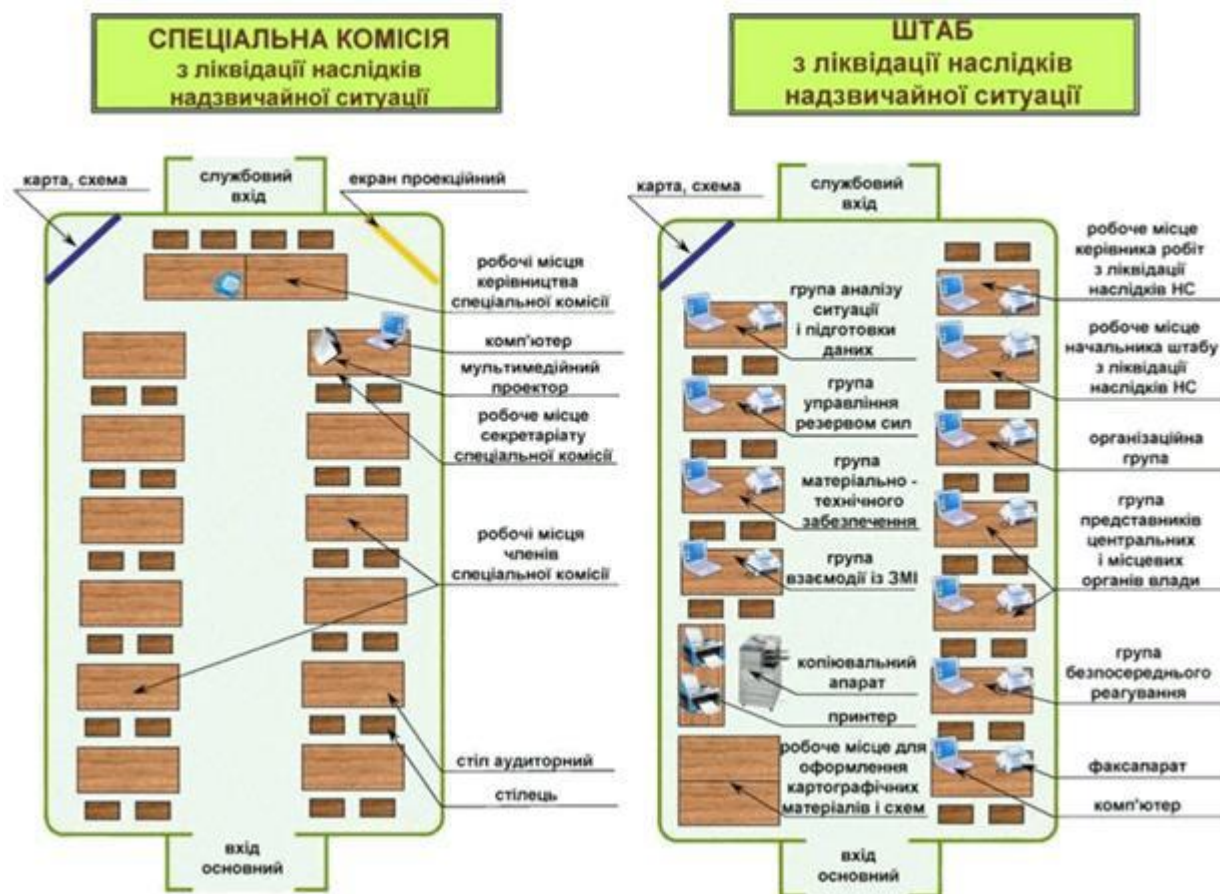 СПЕЦІАЛЬНА КОМІСІЯ
з ліквідації наслідків
надзвичайної ситуації
карта, схема
службовий
вхід
екран проекційний
робочі місця
керівництва
спеціальної комісії
комп'ютер
мультимедійний
проектор
робоче місце
секретаріату
спеціальної комісії
робочі місця
членів
спеціальної комісії
стіл аудиторний
стілець
вхід
основний
ШТАБ
з ліквідації наслідків
надзвичайної ситуації
карта, схема
службовий
вхід
група аналізу
ситуації
і підготовки
даних
група
управління
резервом сил
група
матеріально -
технічного
забезпечення
група
взаємодії із ЗМІ
копіювальний
апарат
принтер
робоче місце для
оформлення
картографічних
матеріалів і схем
робоче місце
керівника робіт
з ліквідації
наслідків НС
робоче місце
начальника штабу
з ліквідації
наслідків НС
організаційна
група
група
представників
центральних
і місцевих
органів влади
група
безпосереднього
реагування
факсапарат
комп'ютер
вхід
основний